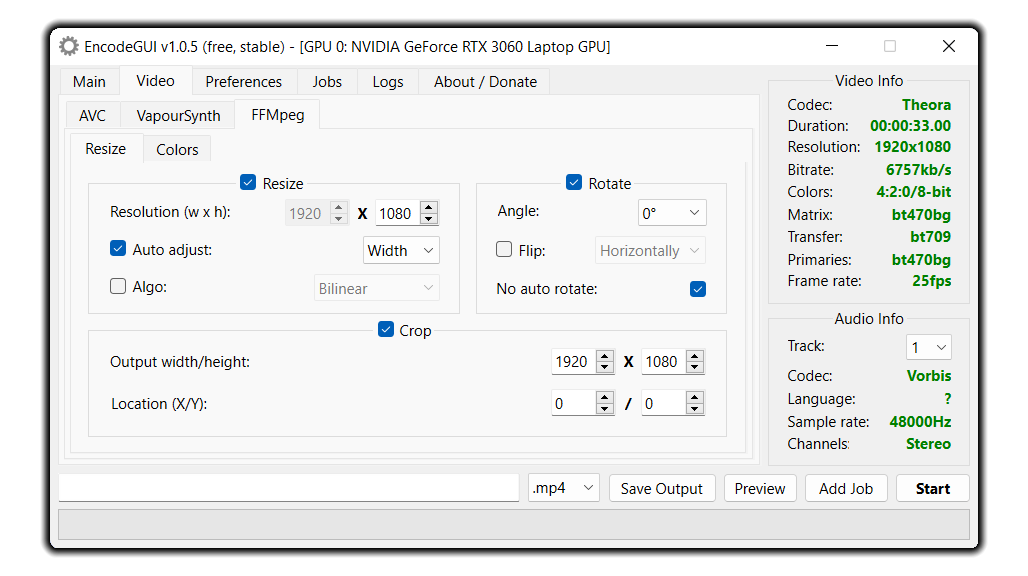 EncodeGUI v1.0.5 (free, stable) - [GPU 0: NVIDIA GeForce RTX 3060 Laptop GPU]
Main Video Preferences Jobs Logs About / Donate
AVC VapourSynth FFMpeg
Resize Colors
Resize
Resolution (w x h): 1920 X 1080
Auto adjust: Width
Algo: Bilinear
Rotate
Angle: 0°
Flip: Horizontally
No auto rotate:
Crop
Output width/height: 1920 X 1080
Location (X/Y): 0 / 0
Video Info
Codec: Theora
Duration: 00:00:33.00
Resolution: 1920x1080
Bitrate: 6757kb/s
Colors: 4:2:0/8-bit
Matrix: bt470bg
Transfer: bt709
Primaries: bt470bg
Frame rate: 25fps
Audio Info
Track: 1
Codec: Vorbis
Language: ?
Sample rate: 48000Hz
Channels: Stereo
.mp4 Save Output Preview Add Job Start